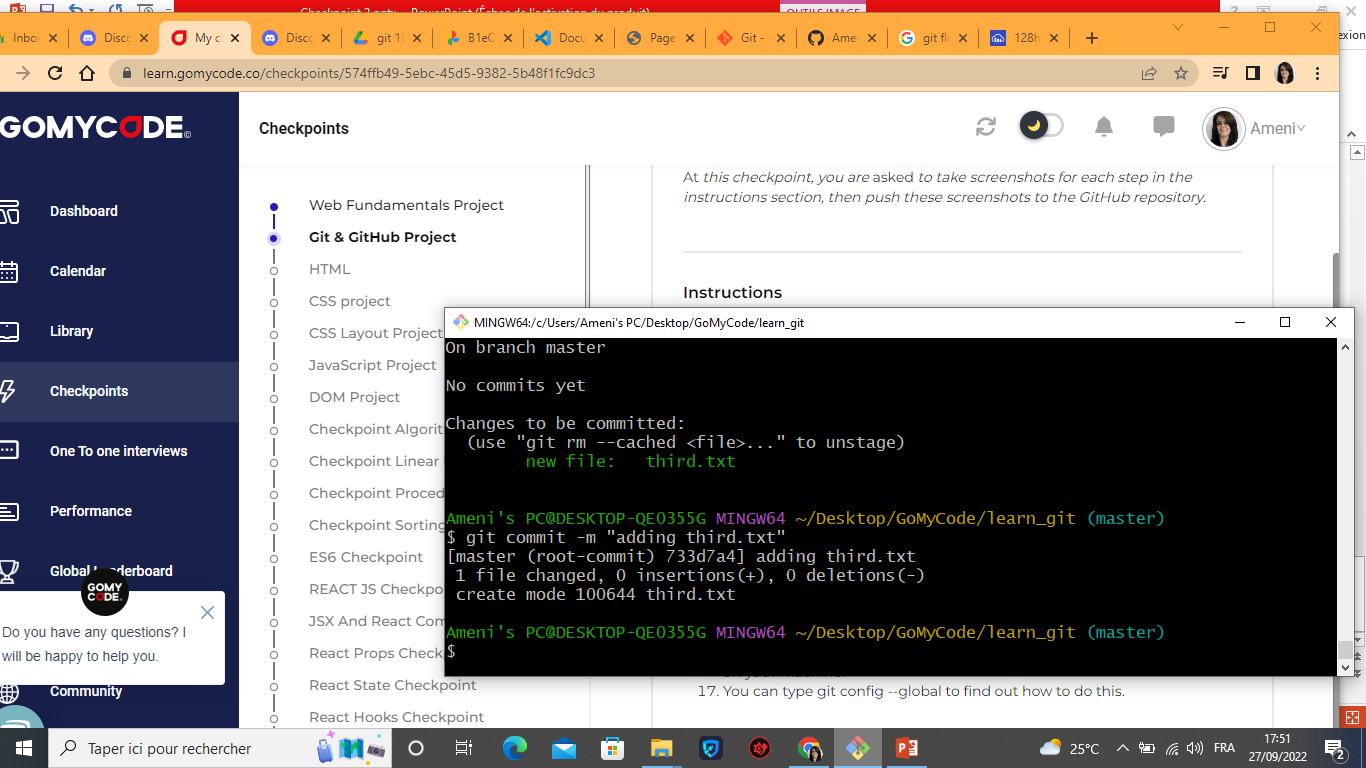 Checkpoint 2.pptx - PowerPoint (Échec de l'activation du produit)
OUTILS IMAGE
Inbo
Disco
My c
Disco
git 18
B1eC
Docu
Page
Git -
Amer
git flo
128h
exion
learn.gomycode.co/checkpoints/574ffb49-5ebc-45d5-9382-5b48f1fc9dc3
GOMYCODE©
Checkpoints
Ameni
Dashboard
Calendar
Library
Checkpoints
One To one interviews
Performance
Global Leaderboard
GOMY
CODE
Do you have any questions? I
will be happy to help you.
Community
Web Fundamentals Project
Git & GitHub Project
HTML
CSS project
CSS Layout Project
JavaScript Project
DOM Project
Checkpoint Algorit
Checkpoint Linear
Checkpoint Proced
Checkpoint Sorting
ES6 Checkpoint
REACT JS Checkpo
JSX And React Com
React Props Check
React State Checkpoint
React Hooks Checkpoint
At this checkpoint, you are asked to take screenshots for each step in the
instructions section, then push these screenshots to the GitHub repository.
Instructions
MINGW64:/c/Users/Ameni's PC/Desktop/GoMyCode/learn_git
On branch master
No commits yet
Changes to be committed:
(use "git rm --cached <file>..." to unstage)
new file: third.txt
Ameni's PC@DESKTOP-QEO355G MINGW64 ~/Desktop/GoMyCode/learn_git (master)
$ git commit -m "adding third.txt"
[master (root-commit) 733d7a4] adding third.txt
1 file changed, 0 insertions(+), 0 deletions(-)
create mode 100644 third.txt
Ameni's PC@DESKTOP-QEO355G MINGW64 ~/Desktop/GoMyCode/learn_git (master)
$
17. You can type git config --global to find out how to do this.
Taper ici pour rechercher
25°C
FRA
17:51
27/09/2022
2